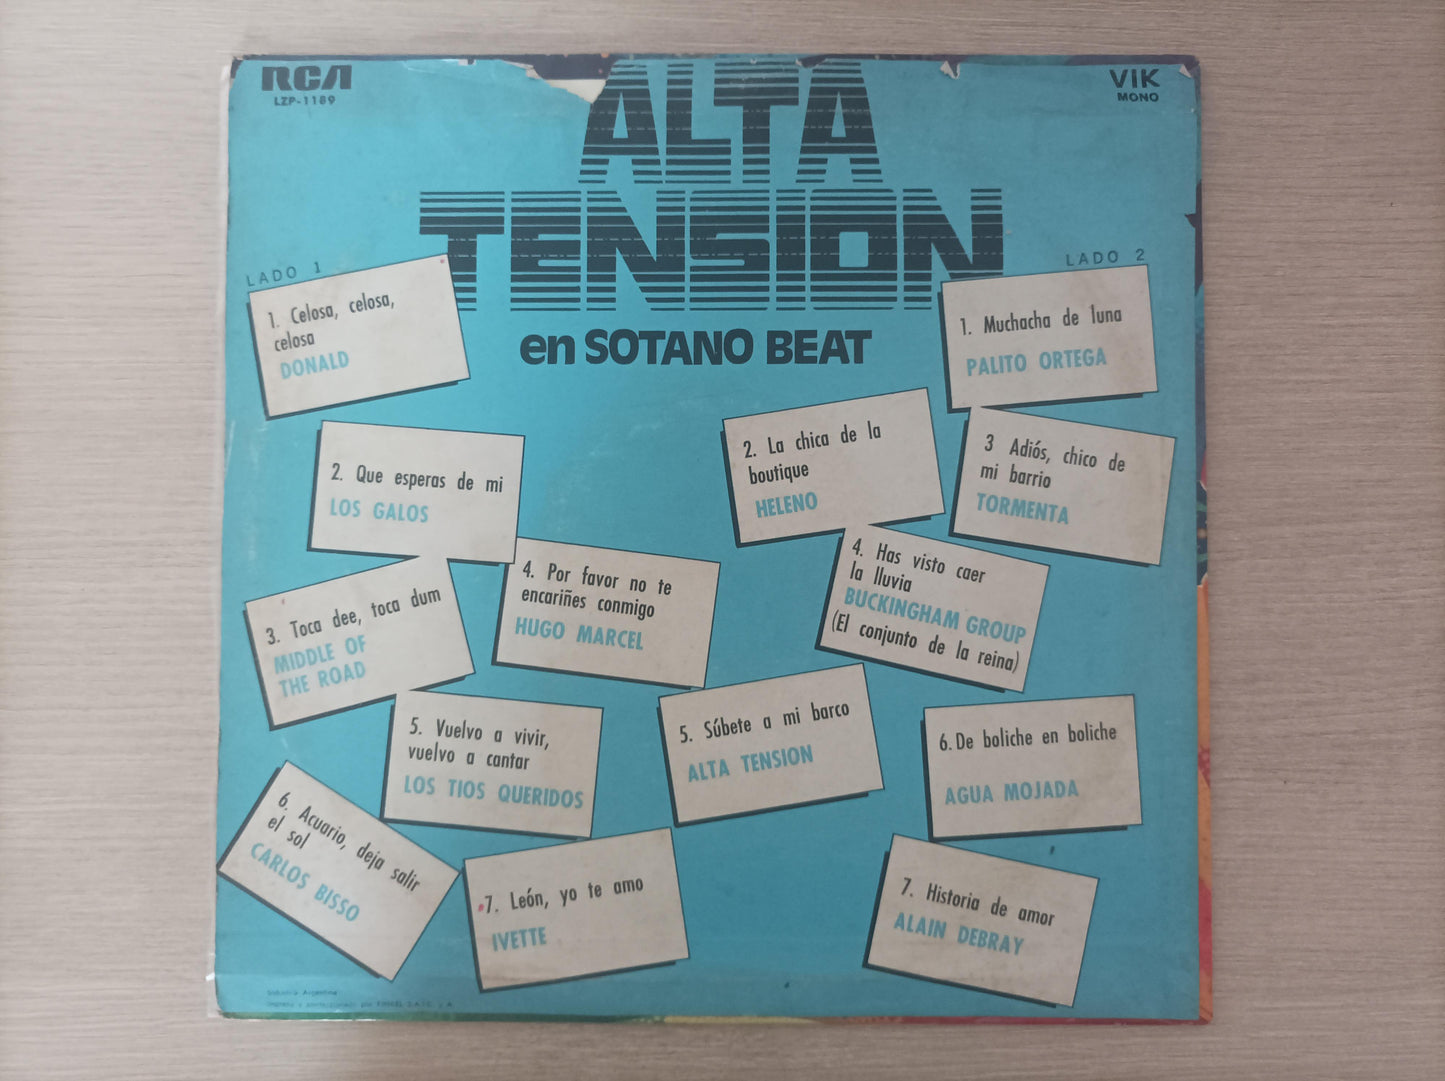 RCA
LZP-1189
VIK
MONO
ALTA
TENSION
en SOTANO BEAT
LADO 1
1. Celosa, celosa,
celosa
DONALD
2. Que esperas de mi
LOS GALOS
3. Toca dee, toca dum
MIDDLE OF
THE ROAD
4. Por favor no te
encariñes conmigo
HUGO MARCEL
5. Vuelvo a vivir,
vuelvo a cantar
LOS TIOS QUERIDOS
6. Acuario, deja salir
el sol
CARLOS BISSO
7. León, yo te amo
IVETTE
LADO 2
1. Muchacha de luna
PALITO ORTEGA
2. La chica de la
boutique
HELENO
3 Adiós, chico de
mi barrio
TORMENTA
4. Has visto caer
la lluvia
BUCKINGHAM GROUP
(El conjunto de la reina)
5. Súbete a mi barco
ALTA TENSION
6. De boliche en boliche
AGUA MOJADA
7. Historia de amor
ALAIN DEBRAY
Industria Argentina